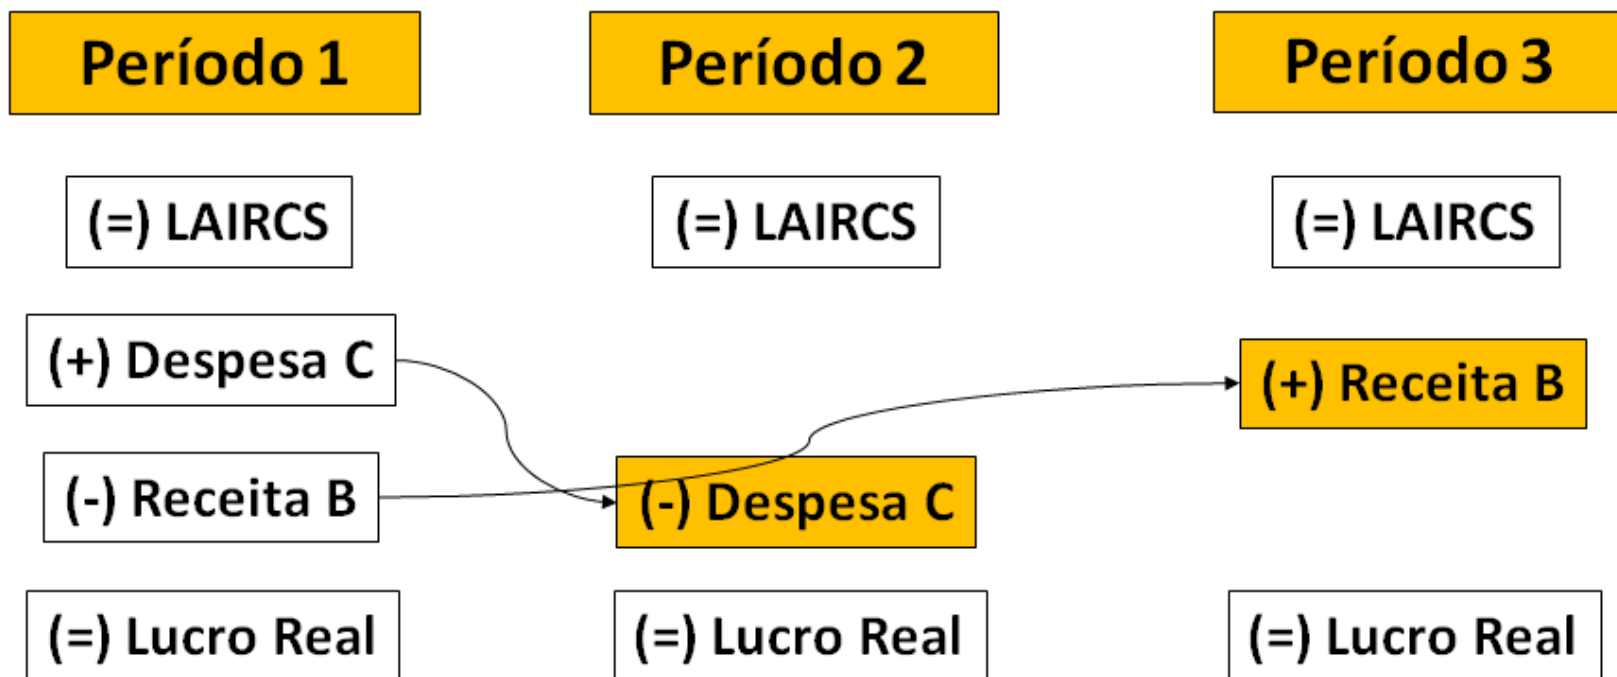 Período 1
Período 2
Período 3
(=) LAIRCS
(=) LAIRCS
(=) LAIRCS
(+) Despesa C
(+) Receita B
(-) Receita B
(-) Despesa C
(=) Lucro Real
(=) Lucro Real
(=) Lucro Real